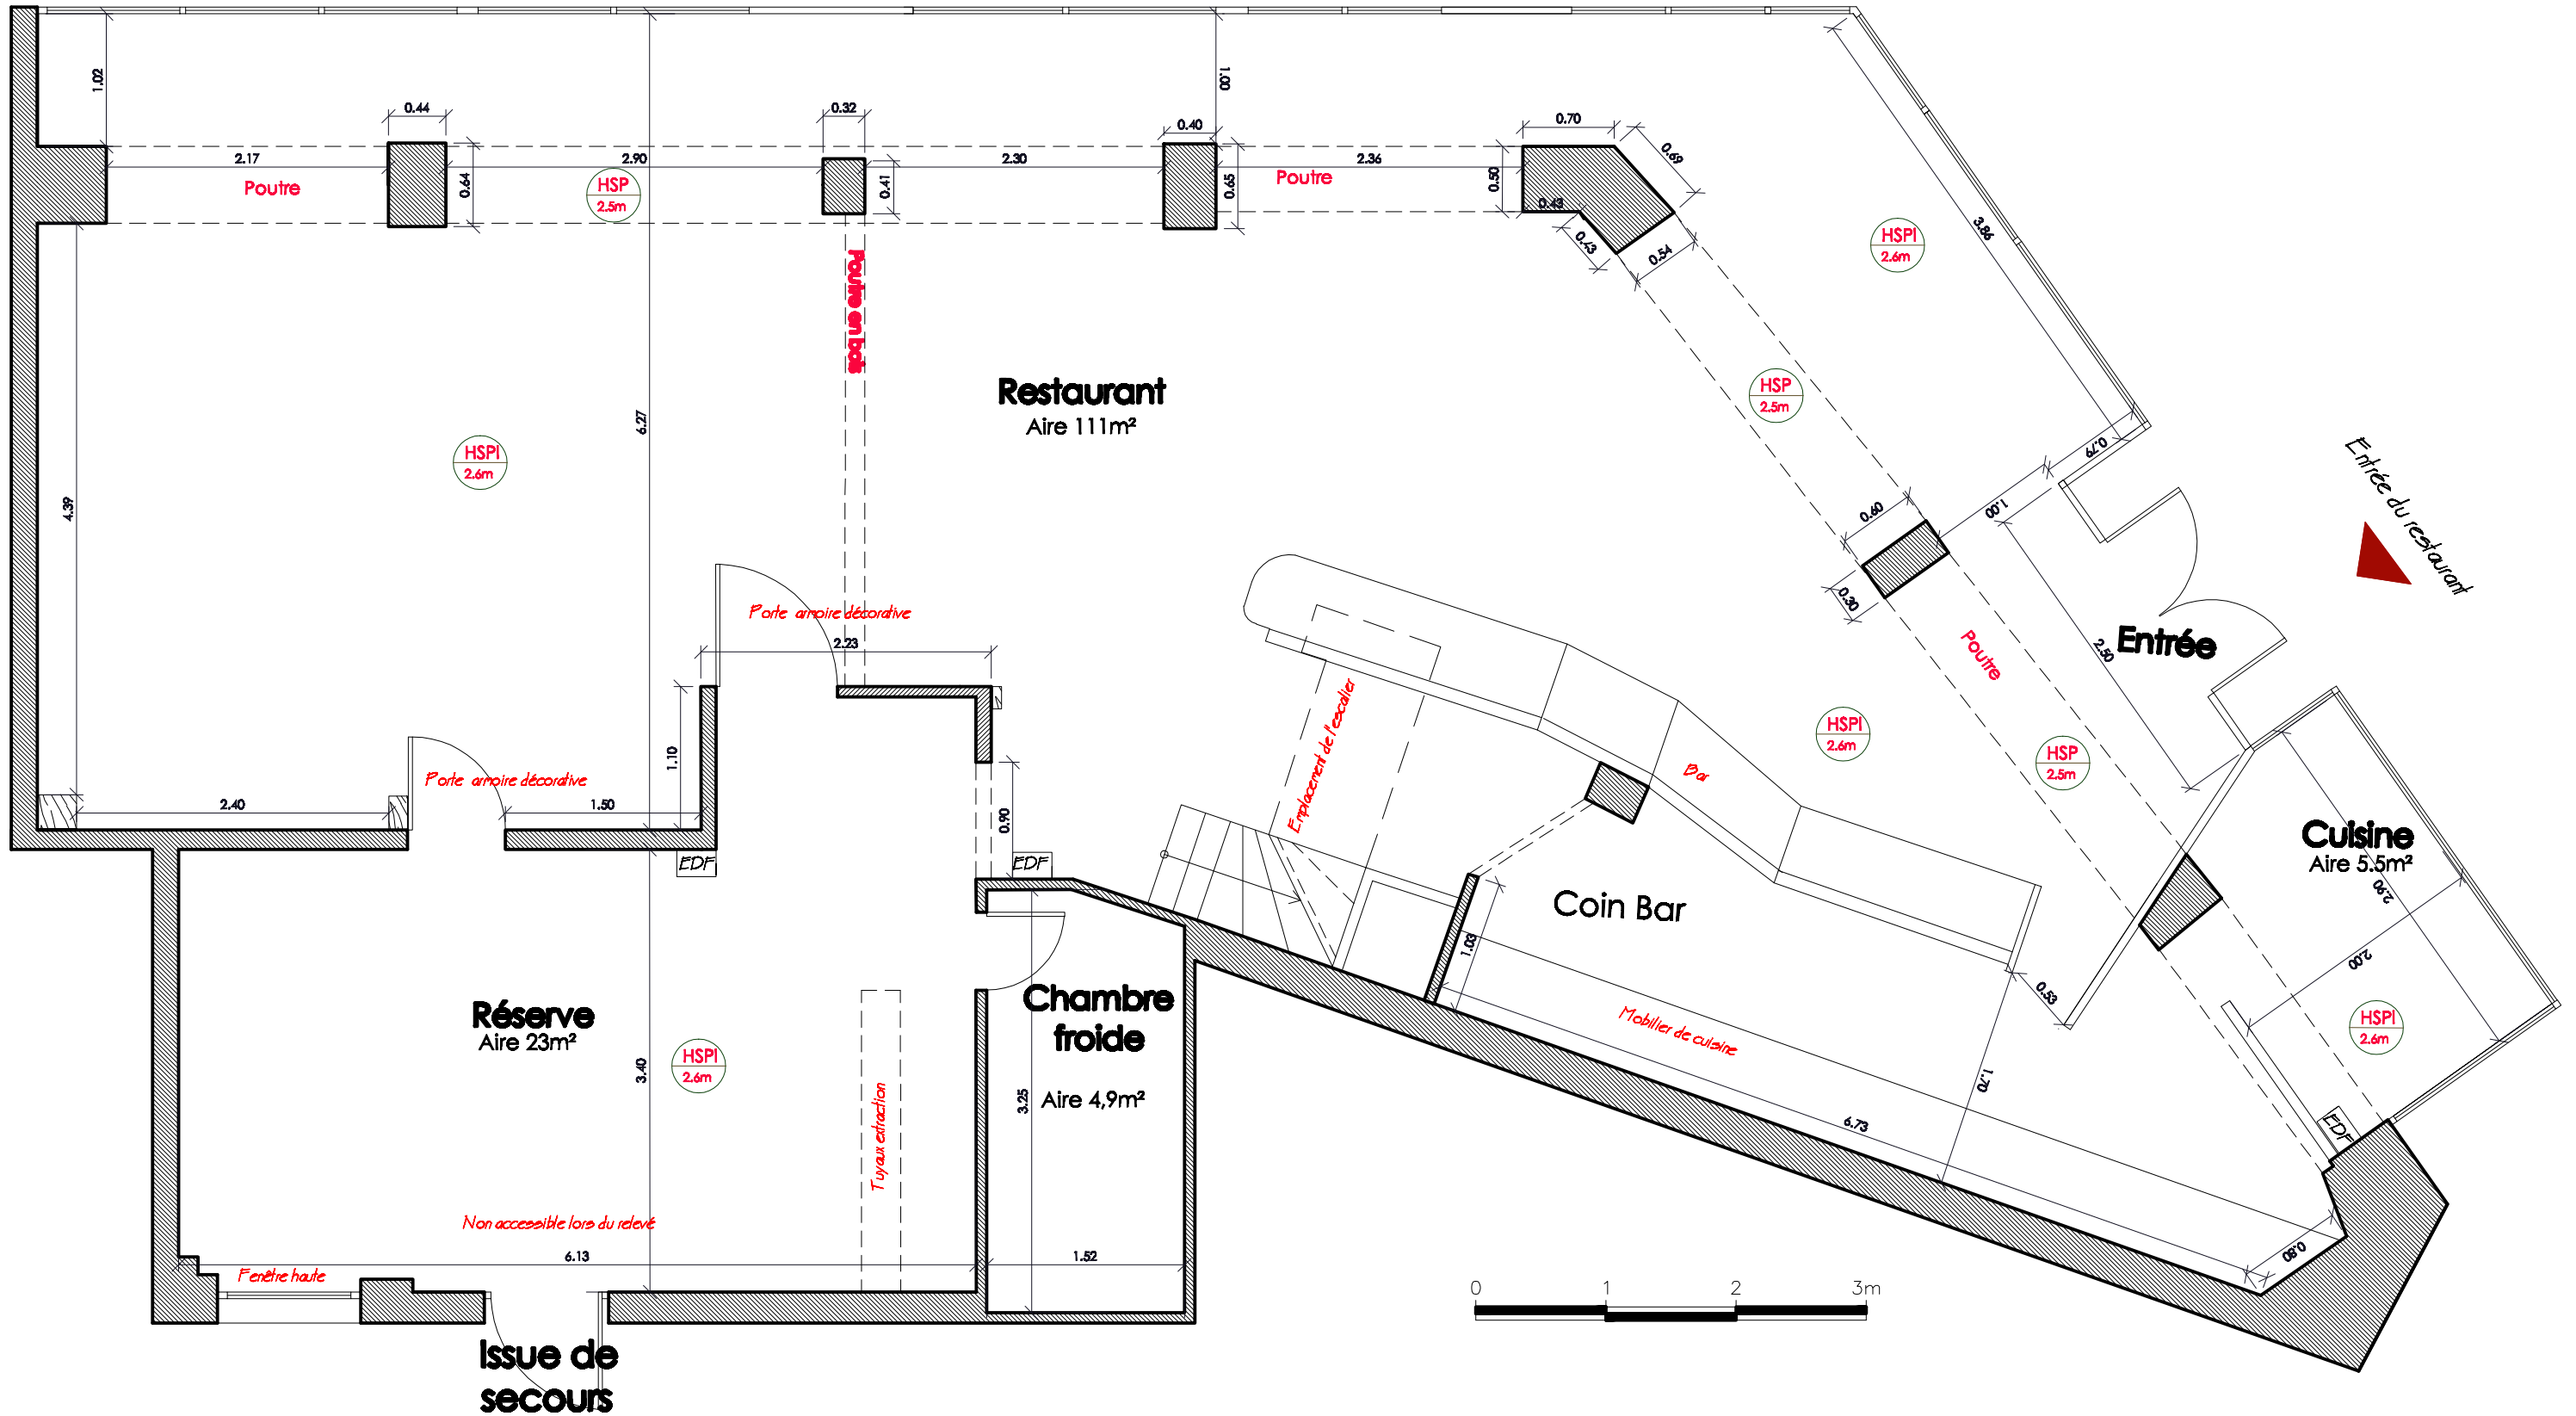 1.02
1.00
0.44
0.32
0.40
0.70
0.69
2.17
2.90
2.30
2.36
0.64
0.41
0.65
0.50
0.43
0.43
0.54
Poutre
HSP
2.5m
Poutre
HSPl
2.6m
3.86
Poutre en bois
6.27
Restaurant
Aire 111m²
HSP
2.5m
HSPl
2.6m
4.39
0.79
1.00
0.60
0.30
Entrée du restaurant
Porte armoire décorative
2.23
Entrée
2.50
Poutre
Emplacement de l'escalier
HSPl
2.6m
HSP
2.5m
Bar
Porte armoire décorative
1.10
2.40
1.50
0.90
EDF
EDF
Cuisine
Aire 5.5m²
2.90
2.00
Coin Bar
1.03
0.53
Réserve
Aire 23m²
HSPl
2.6m
3.40
Chambre
froide
Aire 4,9m²
3.25
Mobilier de cuisine
1.70
6.73
HSPl
2.6m
EDF
Tuyaux extraction
Non accessible lors du relevé
6.13
1.52
Fenêtre haute
0.80
0 1 2 3m
Issue de
secours